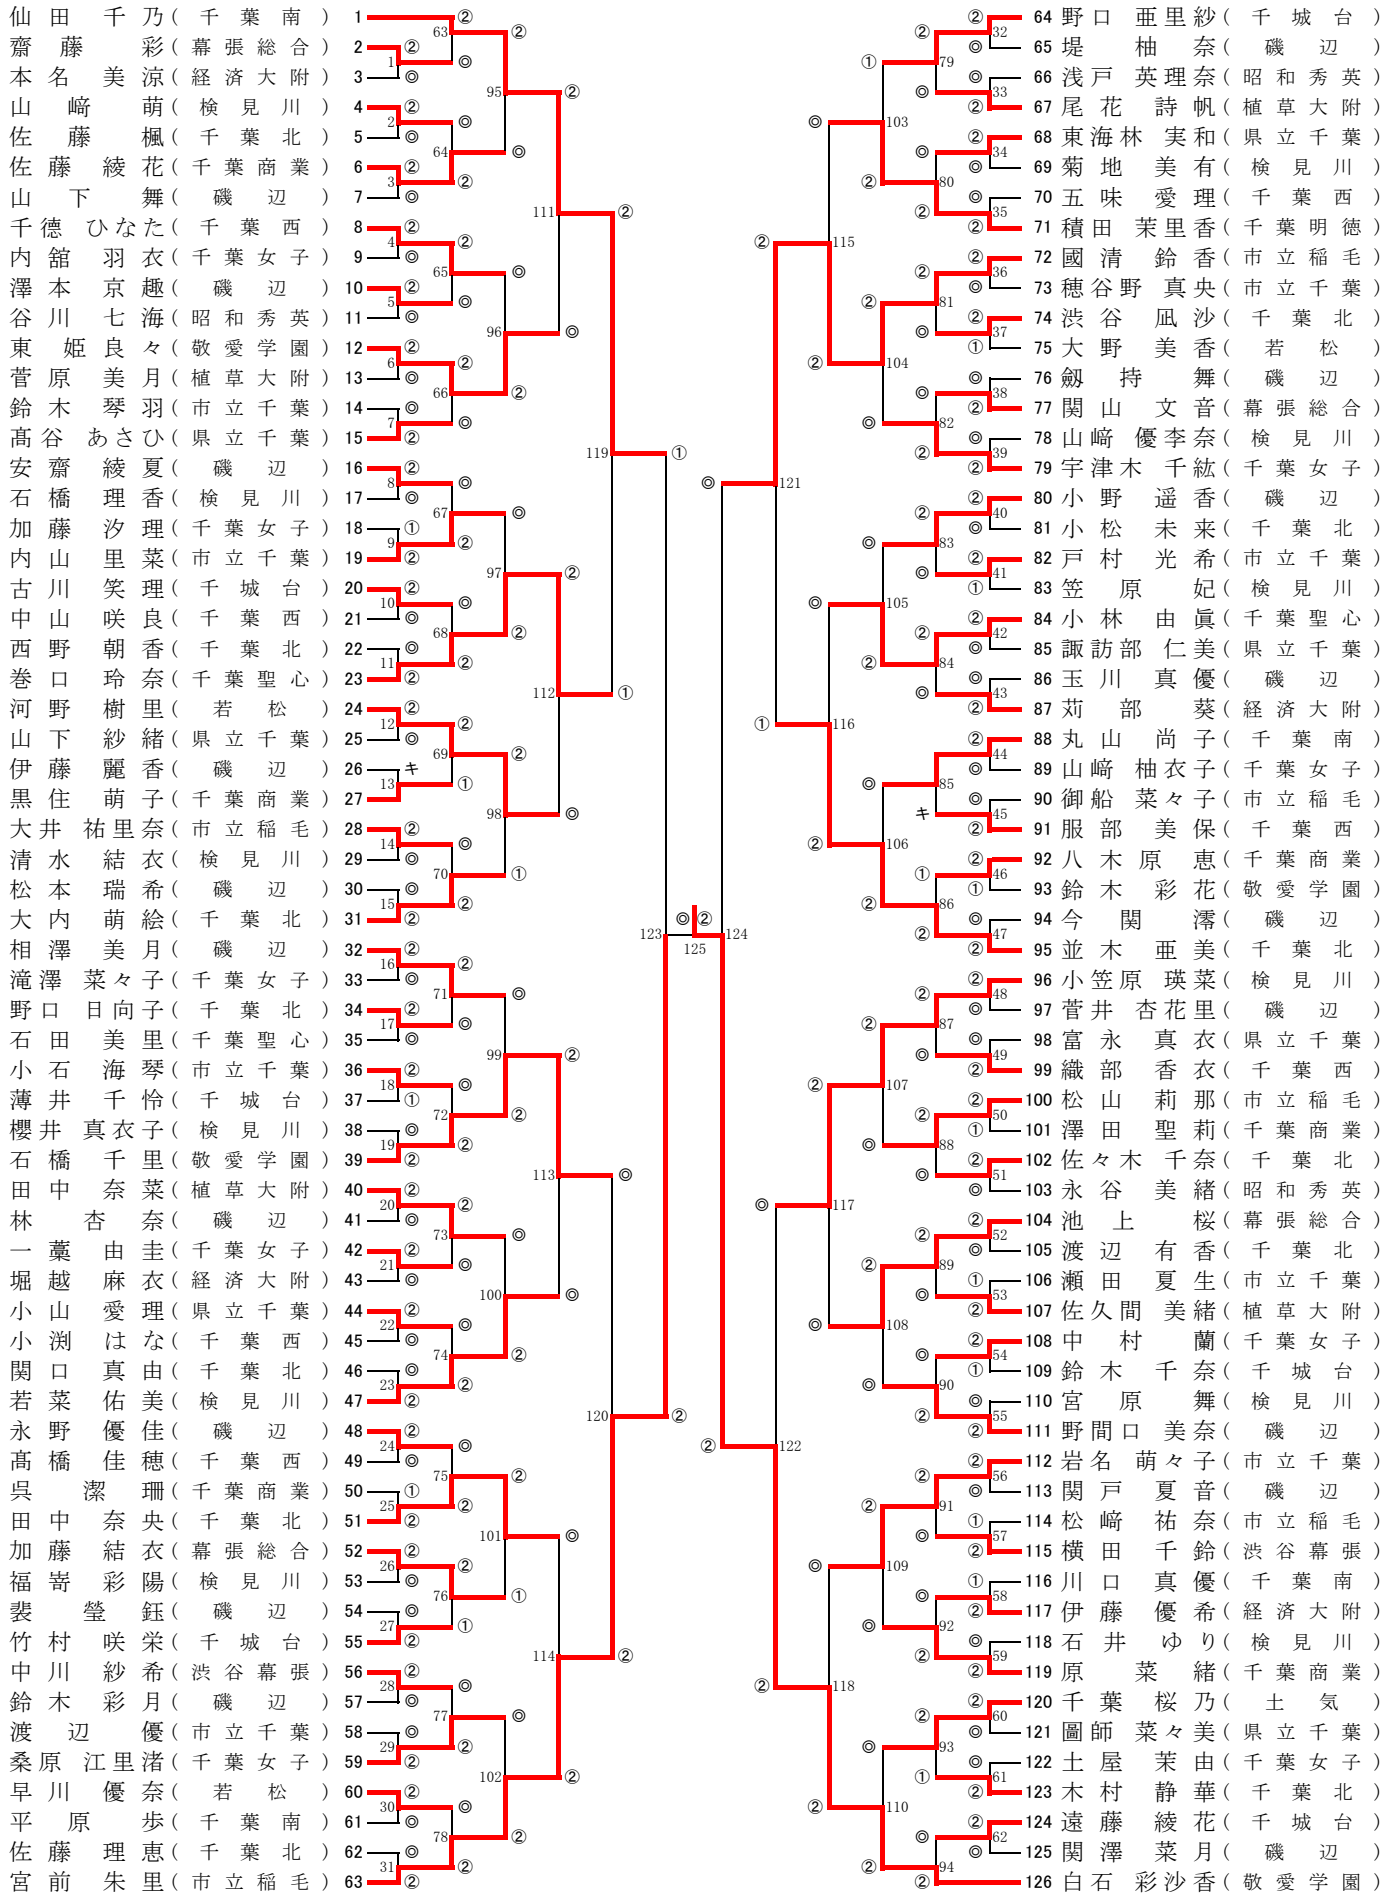 仙田 千乃 ( 千葉南 ) 1
齋藤 彩 ( 幕張総合 ) 2
本名 美涼 ( 経済大附 ) 3
山﨑 萌 ( 検見川 ) 4
佐藤 楓 ( 千葉北 ) 5
佐藤 綾花 ( 千葉商業 ) 6
山下 舞 ( 磯辺 ) 7
千德 ひなた ( 千葉西 ) 8
内舘 羽衣 ( 千葉女子 ) 9
澤本 京趣 ( 磯辺 ) 10
谷川 七海 ( 昭和秀英 ) 11
東 姫良々 ( 敬愛学園 ) 12
菅原 美月 ( 植草大附 ) 13
鈴木 琴羽 ( 市立千葉 ) 14
髙谷 あさひ ( 県立千葉 ) 15
安齋 綾夏 ( 磯辺 ) 16
石橋 理香 ( 検見川 ) 17
加藤 汐理 ( 千葉女子 ) 18
内山 里菜 ( 市立千葉 ) 19
古川 笑理 ( 千城台 ) 20
中山 咲良 ( 千葉西 ) 21
西野 朝香 ( 千葉北 ) 22
巻口 玲奈 ( 千葉聖心 ) 23
河野 樹里 ( 若松 ) 24
山下 紗緒 ( 県立千葉 ) 25
伊藤 麗香 ( 磯辺 ) 26
黒住 萌子 ( 千葉商業 ) 27
大井 祐里奈 ( 市立稲毛 ) 28
清水 結衣 ( 検見川 ) 29
松本 瑞希 ( 磯辺 ) 30
大内 萌絵 ( 千葉北 ) 31
相澤 美月 ( 磯辺 ) 32
滝澤 菜々子 ( 千葉女子 ) 33
野口 日向子 ( 千葉北 ) 34
石田 美里 ( 千葉聖心 ) 35
小石 海琴 ( 市立千葉 ) 36
薄井 千怜 ( 千城台 ) 37
櫻井 真衣子 ( 検見川 ) 38
石橋 千里 ( 敬愛学園 ) 39
田中 奈菜 ( 植草大附 ) 40
林 杏奈 ( 磯辺 ) 41
一藁 由圭 ( 千葉女子 ) 42
堀越 麻衣 ( 経済大附 ) 43
小山 愛理 ( 県立千葉 ) 44
小渕 はな ( 千葉西 ) 45
関口 真由 ( 千葉北 ) 46
若菜 佑美 ( 検見川 ) 47
永野 優佳 ( 磯辺 ) 48
髙橋 佳穂 ( 千葉西 ) 49
呉 潔珊 ( 千葉商業 ) 50
田中 奈央 ( 千葉北 ) 51
加藤 結衣 ( 幕張総合 ) 52
福嵜 彩陽 ( 検見川 ) 53
裴 瑩鈺 ( 磯辺 ) 54
竹村 咲栄 ( 千城台 ) 55
中川 紗希 ( 渋谷幕張 ) 56
鈴木 彩月 ( 磯辺 ) 57
渡辺 優 ( 市立千葉 ) 58
桑原 江里渚 ( 千葉女子 ) 59
早川 優奈 ( 若松 ) 60
平原 歩 ( 千葉南 ) 61
佐藤 理恵 ( 千葉北 ) 62
宮前 朱里 ( 市立稲毛 ) 63
64 野口 亜里紗 ( 千城台 )
65 堤 柚奈 ( 磯辺 )
66 浅戸 英理奈 ( 昭和秀英 )
67 尾花 詩帆 ( 植草大附 )
68 東海林 実和 ( 県立千葉 )
69 菊地 美有 ( 検見川 )
70 五味 愛理 ( 千葉西 )
71 積田 茉里香 ( 千葉明徳 )
72 國清 鈴香 ( 市立稲毛 )
73 穂谷野 真央 ( 市立千葉 )
74 渋谷 凪沙 ( 千葉北 )
75 大野 美香 ( 若松 )
76 劔持 舞 ( 磯辺 )
77 関山 文音 ( 幕張総合 )
78 山﨑 優李奈 ( 検見川 )
79 宇津木 千紘 ( 千葉女子 )
80 小野 遥香 ( 磯辺 )
81 小松 未来 ( 千葉北 )
82 戸村 光希 ( 市立千葉 )
83 笠原 妃 ( 検見川 )
84 小林 由眞 ( 千葉聖心 )
85 諏訪部 仁美 ( 県立千葉 )
86 玉川 真優 ( 磯辺 )
87 苅部 葵 ( 経済大附 )
88 丸山 尚子 ( 千葉南 )
89 山﨑 柚衣子 ( 千葉女子 )
90 御船 菜々子 ( 市立稲毛 )
91 服部 美保 ( 千葉西 )
92 八木原 恵 ( 千葉商業 )
93 鈴木 彩花 ( 敬愛学園 )
94 今関 澪 ( 磯辺 )
95 並木 亜美 ( 千葉北 )
96 小笠原 瑛菜 ( 検見川 )
97 菅井 杏花里 ( 磯辺 )
98 富永 真衣 ( 県立千葉 )
99 織部 香衣 ( 千葉西 )
100 松山 莉那 ( 市立稲毛 )
101 澤田 聖莉 ( 千葉商業 )
102 佐々木 千奈 ( 千葉北 )
103 永谷 美緒 ( 昭和秀英 )
104 池上 桜 ( 幕張総合 )
105 渡辺 有香 ( 千葉北 )
106 瀬田 夏生 ( 市立千葉 )
107 佐久間 美緒 ( 植草大附 )
108 中村 蘭 ( 千葉女子 )
109 鈴木 千奈 ( 千城台 )
110 宮原 舞 ( 検見川 )
111 野間口 美奈 ( 磯辺 )
112 岩名 萌々子 ( 市立千葉 )
113 関戸 夏音 ( 磯辺 )
114 松﨑 祐奈 ( 市立稲毛 )
115 横田 千鈴 ( 渋谷幕張 )
116 川口 真優 ( 千葉南 )
117 伊藤 優希 ( 経済大附 )
118 石井 ゆり ( 検見川 )
119 原 菜緒 ( 千葉商業 )
120 千葉 桜乃 ( 土気 )
121 圖師 菜々美 ( 県立千葉 )
122 土屋 茉由 ( 千葉女子 )
123 木村 静華 ( 千葉北 )
124 遠藤 綾花 ( 千城台 )
125 関澤 菜月 ( 磯辺 )
126 白石 彩沙香 ( 敬愛学園 )